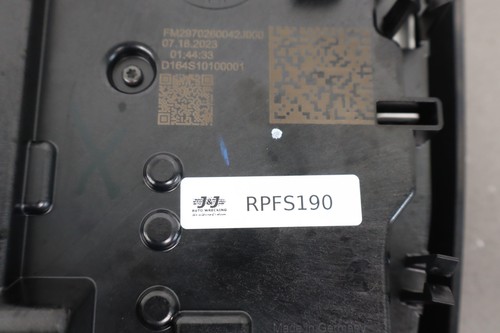 FM2970260042J000
07.18.2023
01:44:33
D164S10100001
J&J
AUTO WRECKING
RPFS190